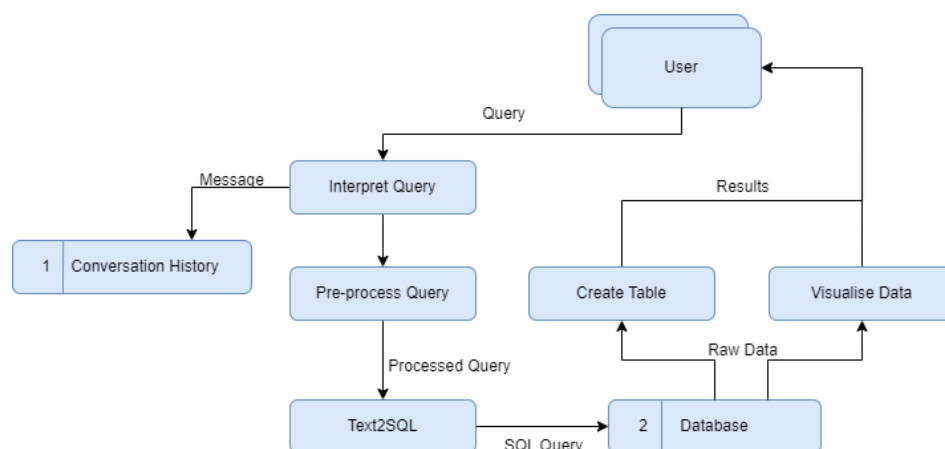 User
Query
Message
Interpret Query
Results
1 Conversation History
Pre-process Query
Create Table
Visualise Data
Raw Data
Processed Query
Text2SQL
2 Database
SQL Query